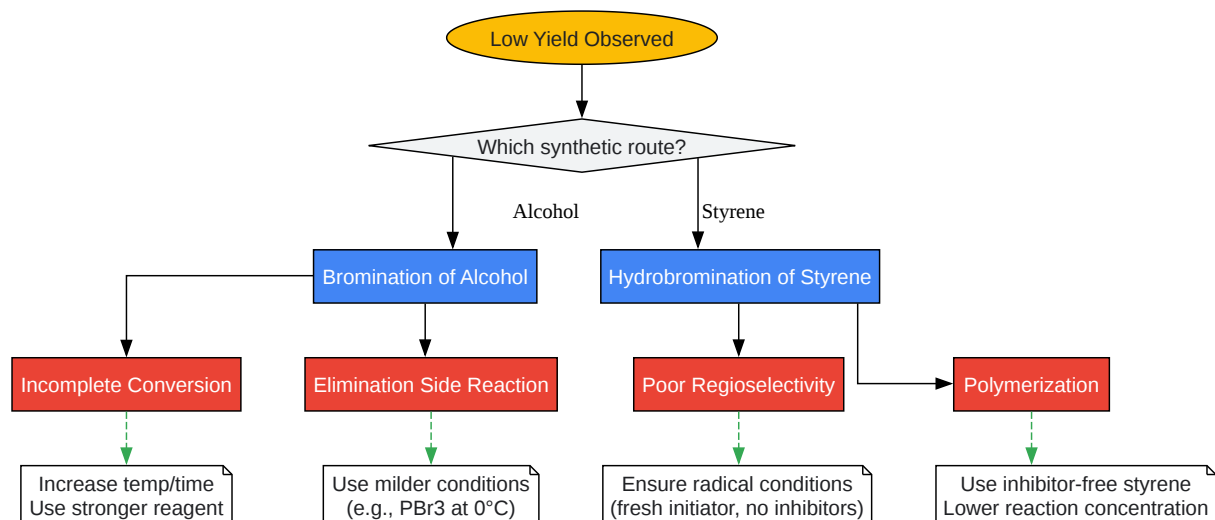 Low Yield Observed
Which synthetic route?
Alcohol
Styrene
Bromination of Alcohol
Hydrobromination of Styrene
Incomplete Conversion
Elimination Side Reaction
Poor Regioselectivity
Polymerization
Increase temp/time
Use stronger reagent
Use milder conditions
(e.g., PBr3 at 0°C)
Ensure radical conditions
(fresh initiator, no inhibitors)
Use inhibitor-free styrene
Lower reaction concentration